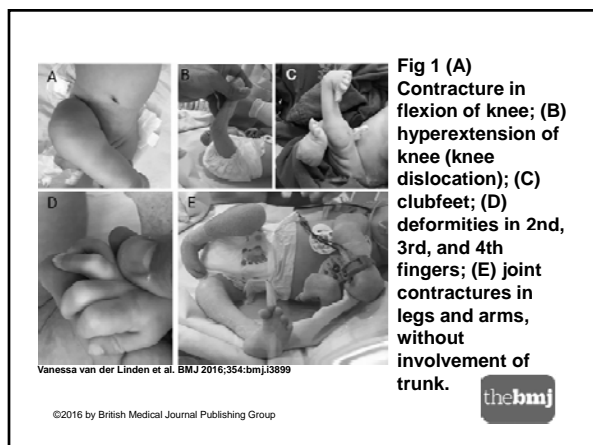 A
B
C
D
E
Fig 1 (A)
Contracture in
flexion of knee; (B)
hyperextension of
knee (knee
dislocation); (C)
clubfeet; (D)
deformities in 2nd,
3rd, and 4th
fingers; (E) joint
contractures in
legs and arms,
without
involvement of
trunk.
Vanessa van der Linden et al. BMJ 2016;354:bmj.i3899
©2016 by British Medical Journal Publishing Group
thebmj